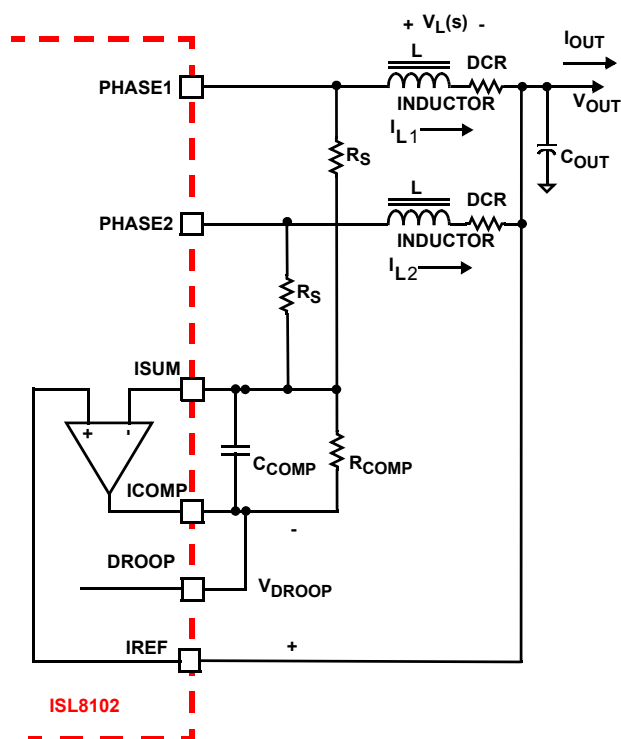 + VL(s) -
IOUT
L
DCR
PHASE1
INDUCTOR
VOUT
IL1
COUT
RS
L
DCR
PHASE2
INDUCTOR
IL2
RS
ISUM
+ -
CCOMP
RCOMP
ICOMP
-
DROOP
VDROOP
IREF
+
ISL8102